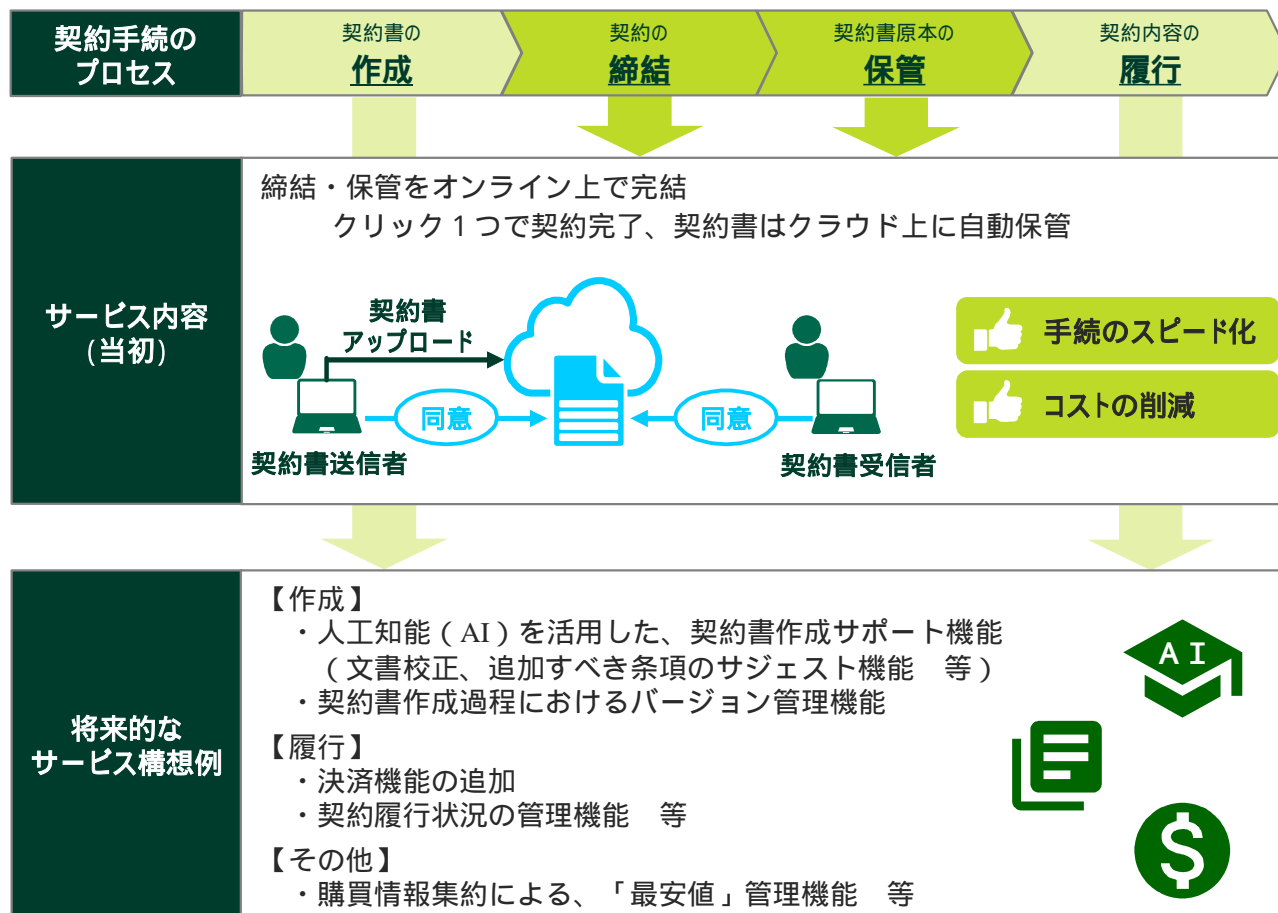 契約手続の
プロセス
契約書の
作成
契約の
締結
契約書原本の
保管
契約内容の
履行
サービス内容
(当初)
締結・保管をオンライン上で完結
クリック1つで契約完了、契約書はクラウド上に自動保管
契約書
アップロード
同意
同意
契約書送信者
契約書受信者
手続のスピード化
コストの削減
将来的な
サービス構想例
【作成】
・人工知能(AI)を活用した、契約書作成サポート機能
(文書校正、追加すべき条項のサジェスト機能 等)
・契約書作成過程におけるバージョン管理機能
【履行】
・決済機能の追加
・契約履行状況の管理機能 等
【その他】
・購買情報集約による、「最安値」管理機能 等
AI
$